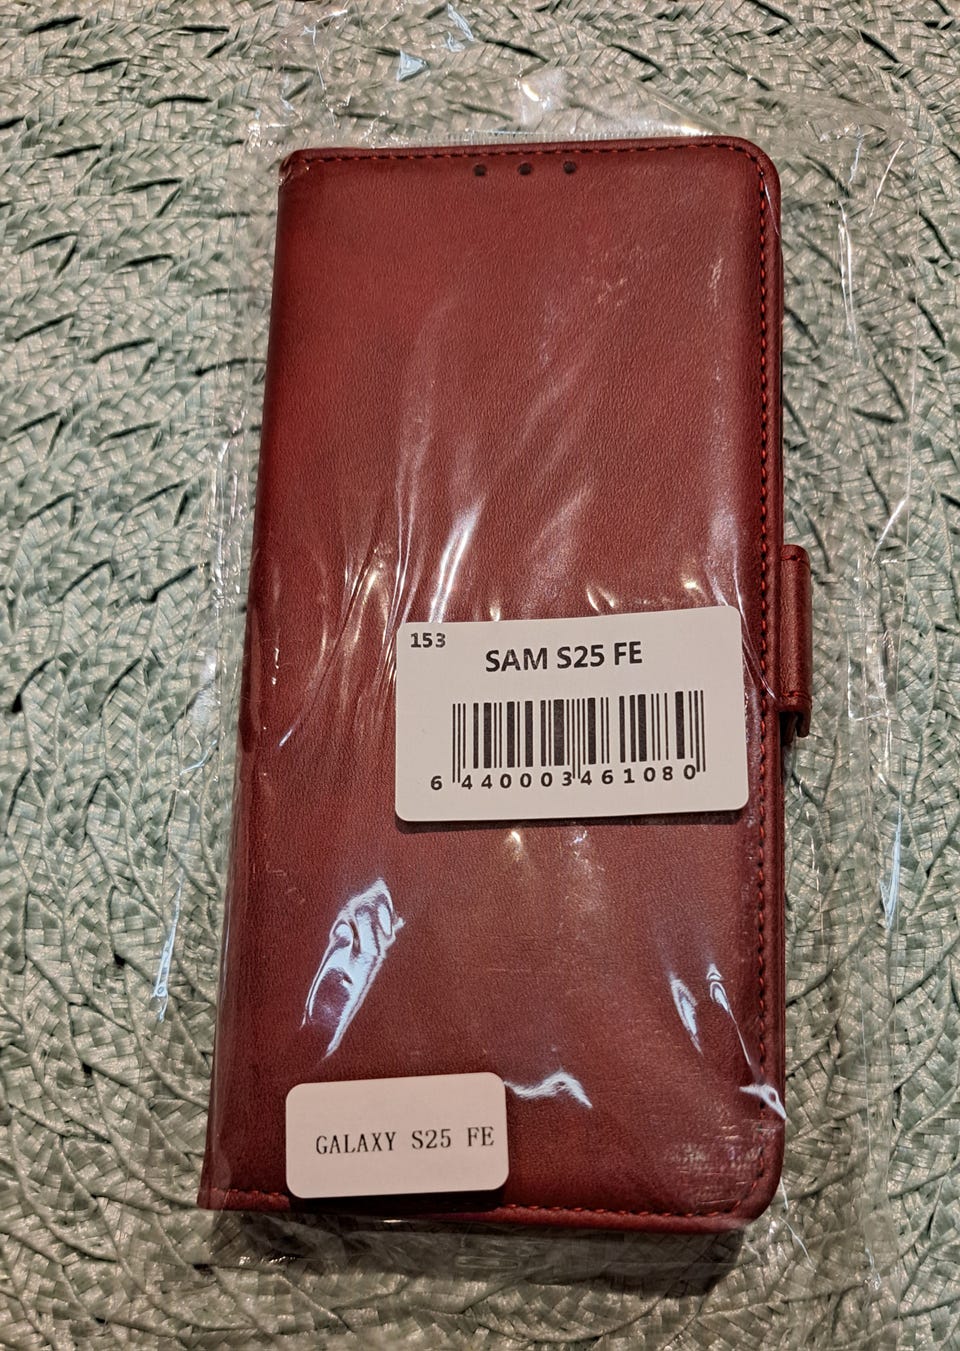 153
SAM S25 FE
6 440003 461080
GALAXY S25 FE